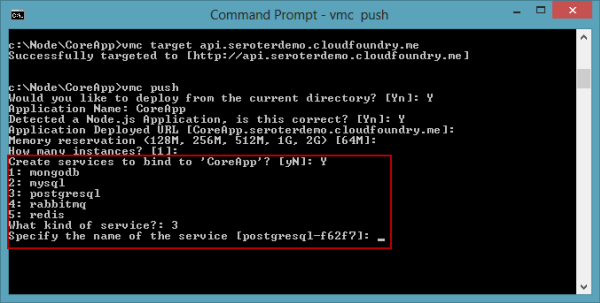 Command Prompt - vmc push
c:\Node\CoreApp>vmc target api.seroterdemo.cloudfoundry.me
Successfully targeted to [http://api.seroterdemo.cloudfoundry.me]
c:\Node\CoreApp>vmc push
Would you like to deploy from the current directory? [Yn]: Y
Application Name: CoreApp
Detected a Node.js Application, is this correct? [Yn]: Y
Application Deployed URL [CoreApp.seroterdemo.cloudfoundry.me]:
Memory reservation (128M, 256M, 512M, 1G, 2G) [64M]:
How many instances? [1]:
Create services to bind to 'CoreApp'? [yN]: Y
1: mongodb
2: mysql
3: postgresql
4: rabbitmq
5: redis
What kind of service?: 3
Specify the name of the service [postgresql-f62f7]: _